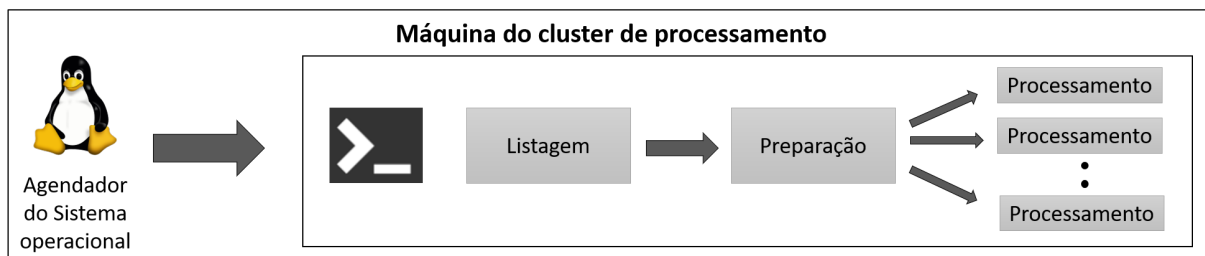 Máquina do cluster de processamento
Agendador
do Sistema
operacional
Listagem
Preparação
Processamento
Processamento
Processamento